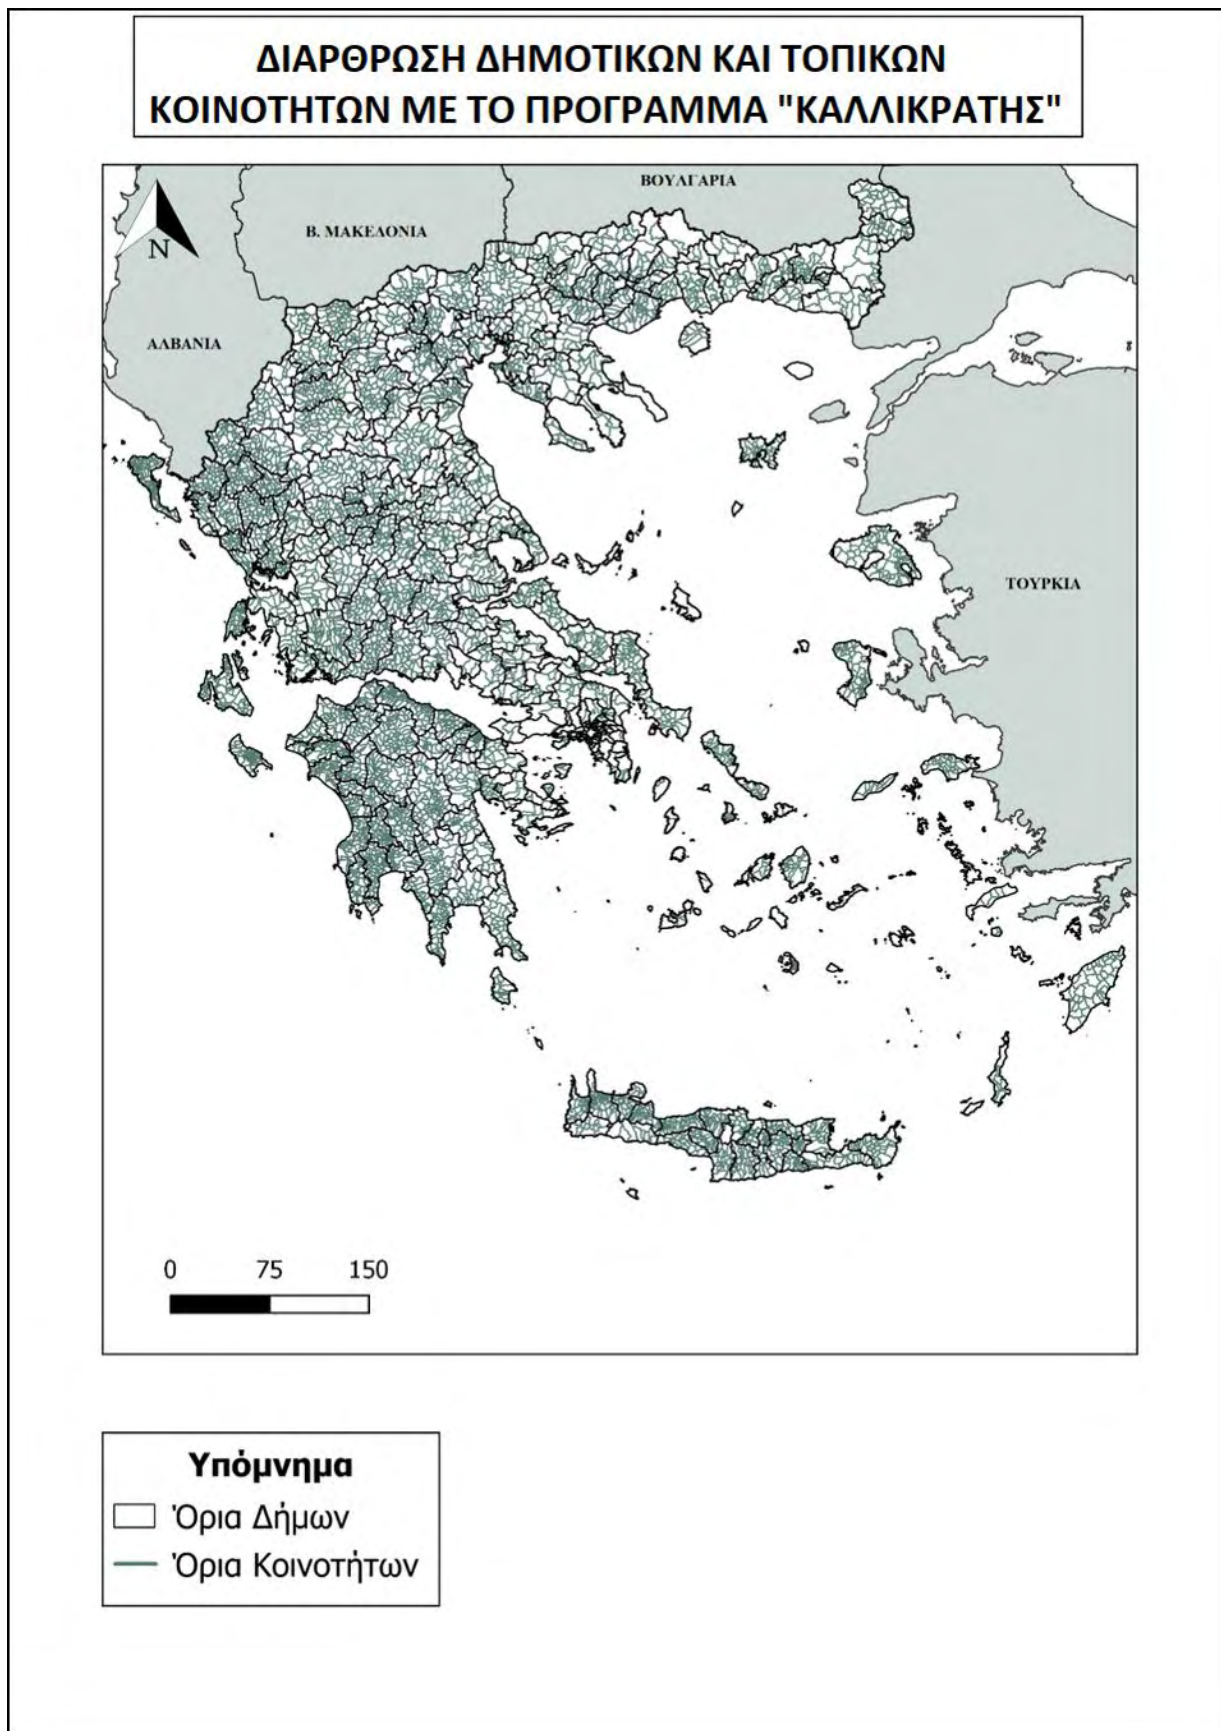 ΔΙΑΡΘΡΩΣΗ ΔΗΜΟΤΙΚΩΝ ΚΑΙ ΤΟΠΙΚΩΝ
ΚΟΙΝΟΤΗΤΩΝ ΜΕ ΤΟ ΠΡΟΓΡΑΜΜΑ "ΚΑΛΛΙΚΡΑΤΗΣ"
ΒΟΥΛΓΑΡΙΑ
Β. ΜΑΚΕΔΟΝΙΑ
N
ΑΛΒΑΝΙΑ
ΤΟΥΡΚΙΑ
0 75 150
Υπόμνημα
Όρια Δήμων
Όρια Κοινοτήτων